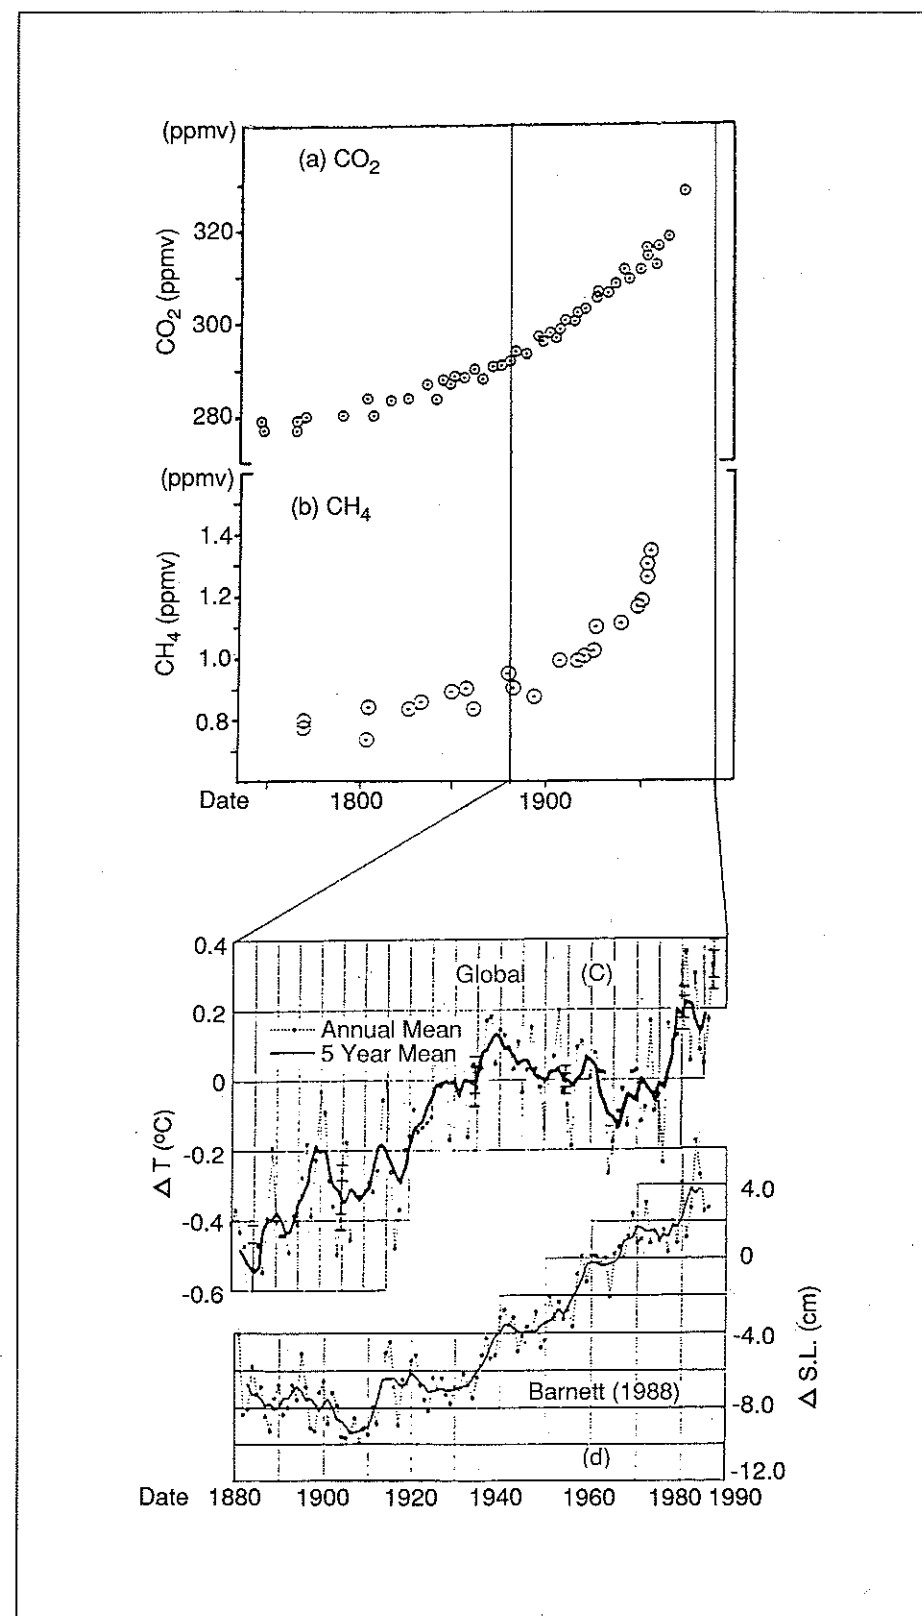 (ppmv)
(a) CO2
320
CO2 (ppmv)
300
280
(ppmv)
(b) CH4
1.4
CH4 (ppmv)
1.2
1.0
0.8
Date 1800 1900
0.4
Global (C)
0.2
Annual Mean
5 Year Mean
0
Δ T (ºC)
-0.2
-0.4
-0.6
4.0
0
-4.0
Δ S.L. (cm)
Barnett (1988)
-8.0
(d)
-12.0
Date 1880 1900 1920 1940 1960 1980 1990